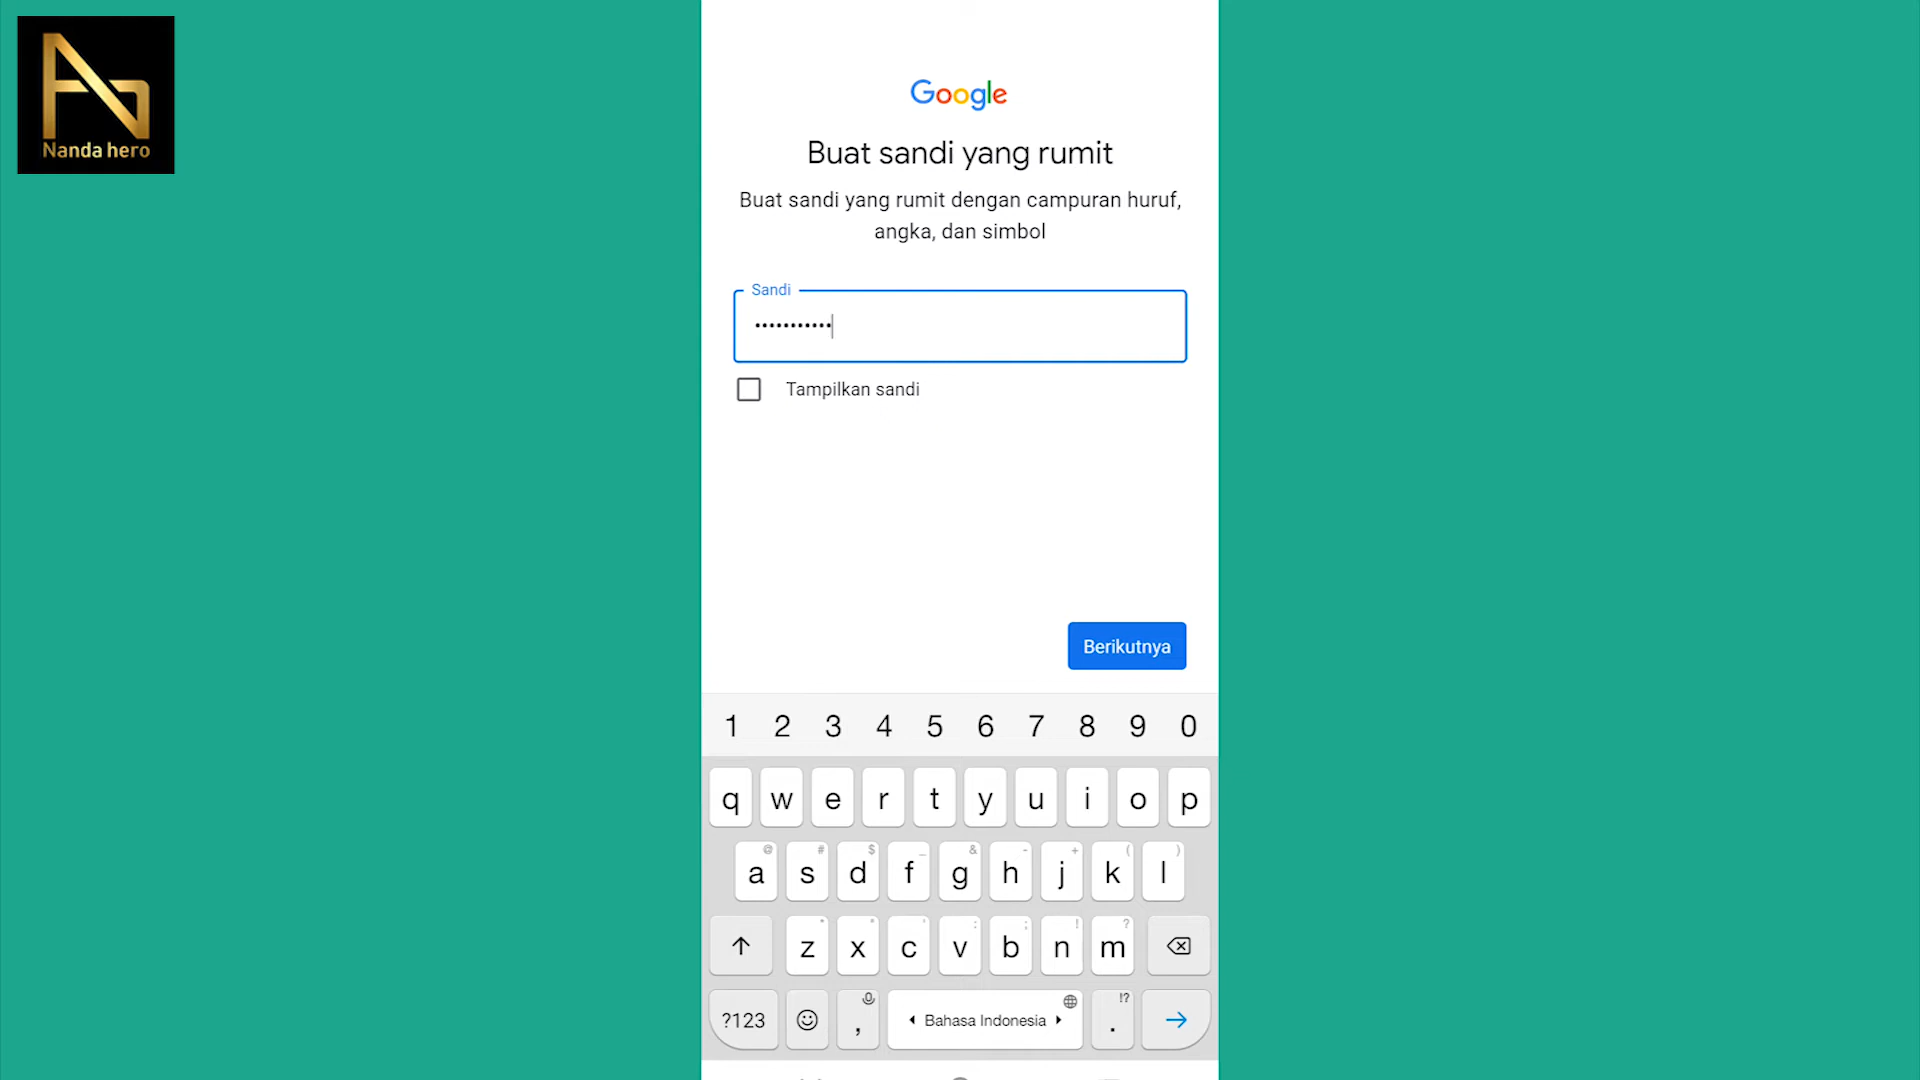 Nanda hero
Google
Buat sandi yang rumit
Buat sandi yang rumit dengan campuran huruf,
angka, dan simbol
Sandi
•••••••••••
Tampilkan sandi
Berikutnya
1 2 3 4 5 6 7 8 9 0
q w e r t y u i o p
@ # $ _ & - + ( )
a s d f g h j k l
z x c v b n m
?123 , Bahasa Indonesia . !?